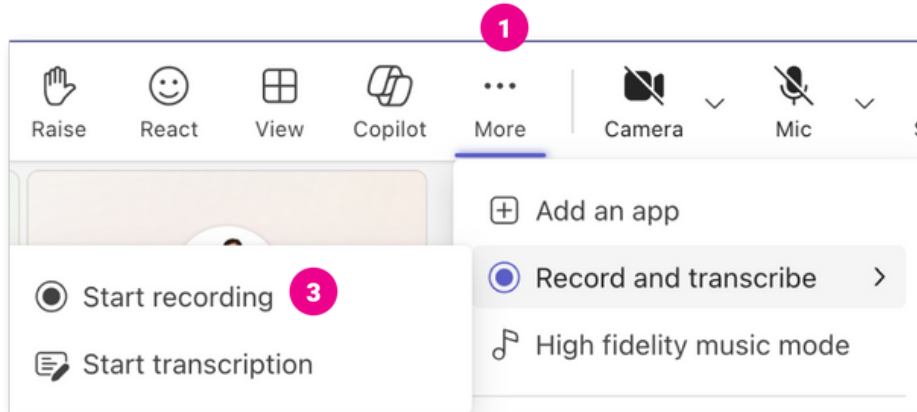 1
Raise React View Copilot More Camera Mic
Add an app
Record and transcribe
Start recording 3
Start transcription
High fidelity music mode